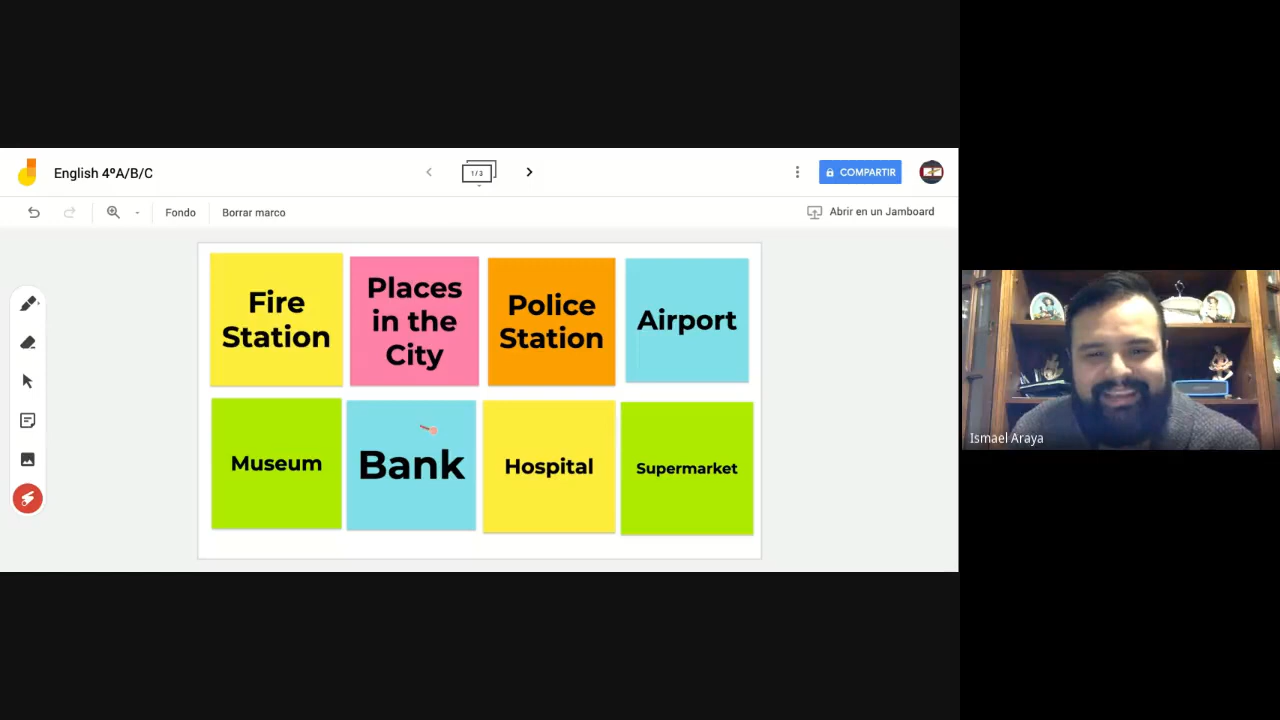 English 4ºA/B/C
1 / 3
COMPARTIR
Fondo
Borrar marco
Abrir en un Jamboard
Fire
Station
Places
in the
City
Police
Station
Airport
Museum
Bank
Hospital
Supermarket
Ismael Araya